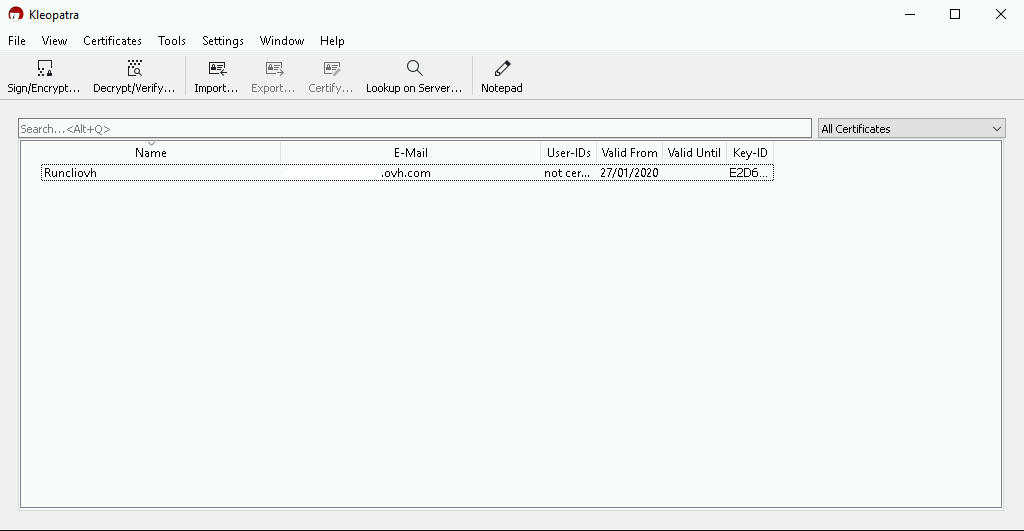 Kleopatra
File View Certificates Tools Settings Window Help
Sign/Encrypt... Decrypt/Verify... Import... Export... Certify... Lookup on Server... Notepad
Search...<Alt+Q> All Certificates
Name E-Mail User-IDs Valid From Valid Until Key-ID
Runcliovh .ovh.com not cer... 27/01/2020 E2D6...